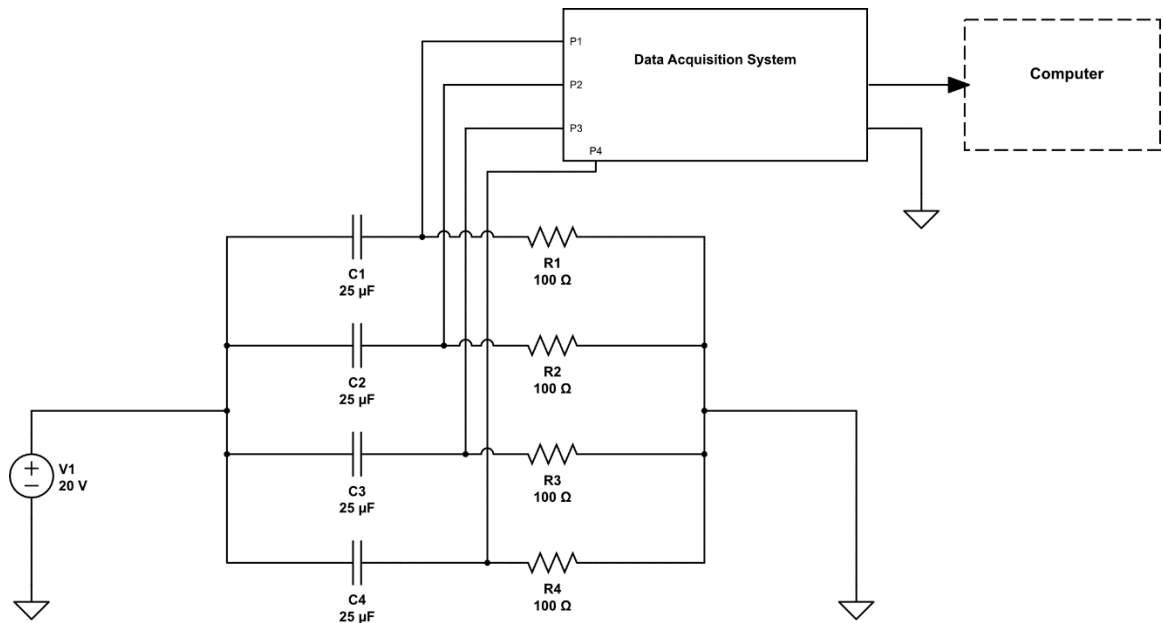 P1
Data Acquisition System
Computer
P2
P3
P4
C1
25 µF
R1
100 Ω
C2
25 µF
R2
100 Ω
V1
20 V
C3
25 µF
R3
100 Ω
C4
25 µF
R4
100 Ω